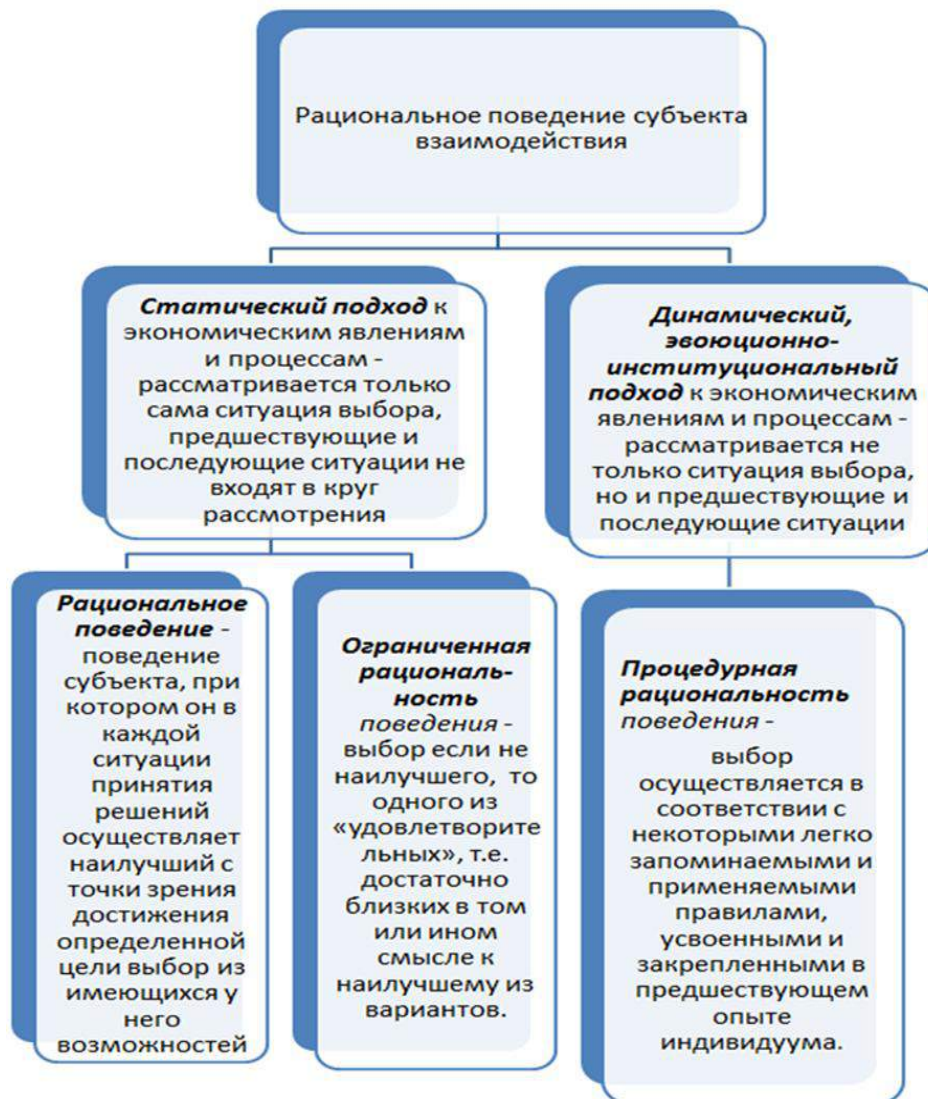 Рациональное поведение субъекта
взаимодействия
Статический подход к
экономическим явлениям
и процессам -
рассматривается только
сама ситуация выбора,
предшествующие и
последующие ситуации не
входят в круг
рассмотрения
Динамический,
эвоюционно-
институциональный
подход к экономическим
явлениям и процессам -
рассматривается не
только ситуация выбора,
но и предшествующие и
последующие ситуации
Рациональное
поведение -
поведение
субъекта, при
котором он в
каждой
ситуации
принятия
решений
осуществляет
наилучший с
точки зрения
достижения
определенной
цели выбор из
имеющихся у
него
возможностей
Ограниченная
рациональ-
ность
поведения -
выбор если не
наилучшего, то
одного из
«удовлетворите
льных», т.е.
достаточно
близких в том
или ином
смысле к
наилучшему из
вариантов.
Процедурная
рациональность
поведения -
выбор
осуществляется в
соответствии с
некоторыми легко
запоминаемыми и
применяемыми
правилами,
усвоенными и
закрепленными в
предшествующем
опыте
индивидуума.